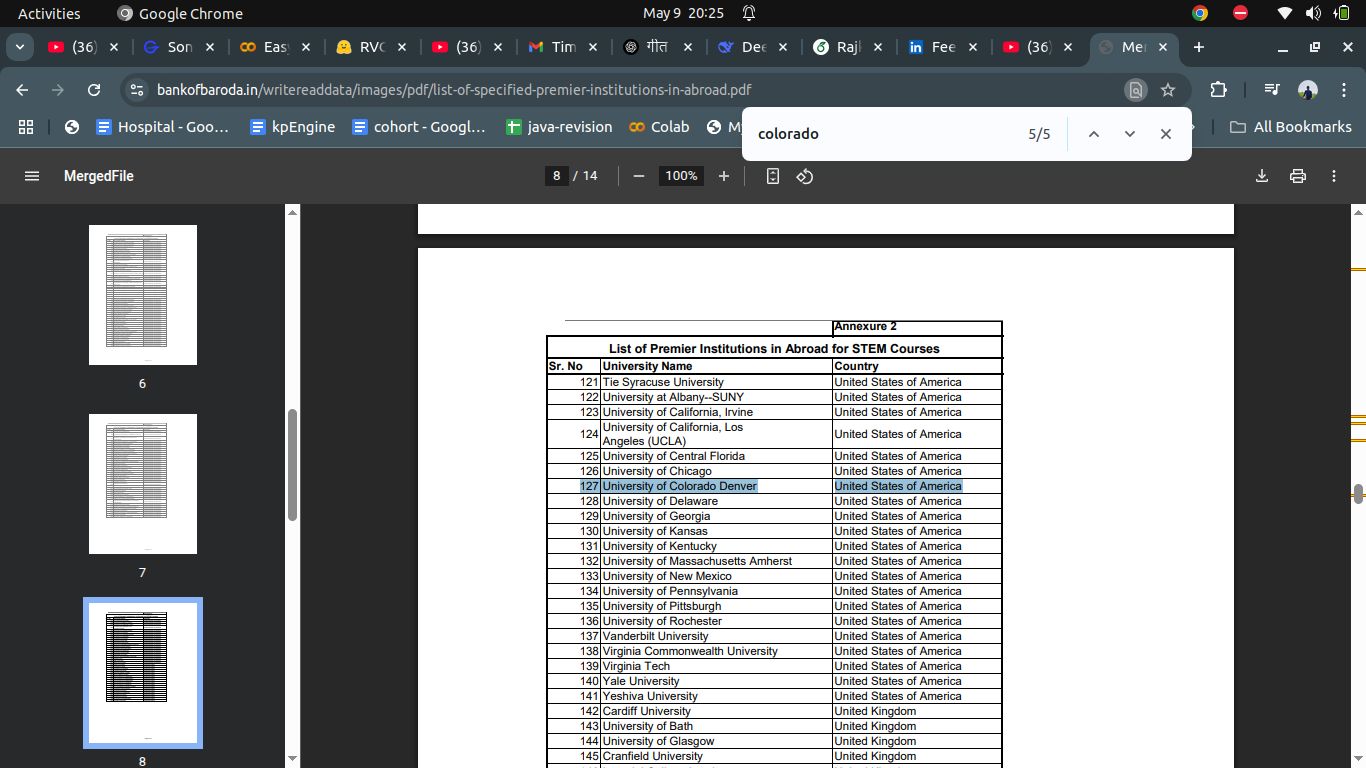 Activities
Google Chrome
May 9 20:25
(36)
Son
Eas
RVC
(36)
Tim
गीत
Dee
Raj
Fee
(36)
Me
bankofbaroda.in/writereaddata/images/pdf/list-of-specified-premier-institutions-in-abroad.pdf
Hospital - Goo...
kpEngine
cohort - Googl...
java-revision
Colab
M
All Bookmarks
colorado
5/5
MergedFile
8 / 14
100%
6
7
8
Annexure 2
List of Premier Institutions in Abroad for STEM Courses
Sr. No University Name Country
121 Tie Syracuse University United States of America
122 University at Albany--SUNY United States of America
123 University of California, Irvine United States of America
124 University of California, Los Angeles (UCLA) United States of America
125 University of Central Florida United States of America
126 University of Chicago United States of America
127 University of Colorado Denver United States of America
128 University of Delaware United States of America
129 University of Georgia United States of America
130 University of Kansas United States of America
131 University of Kentucky United States of America
132 University of Massachusetts Amherst United States of America
133 University of New Mexico United States of America
134 University of Pennsylvania United States of America
135 University of Pittsburgh United States of America
136 University of Rochester United States of America
137 Vanderbilt University United States of America
138 Virginia Commonwealth University United States of America
139 Virginia Tech United States of America
140 Yale University United States of America
141 Yeshiva University United States of America
142 Cardiff University United Kingdom
143 University of Bath United Kingdom
144 University of Glasgow United Kingdom
145 Cranfield University United Kingdom